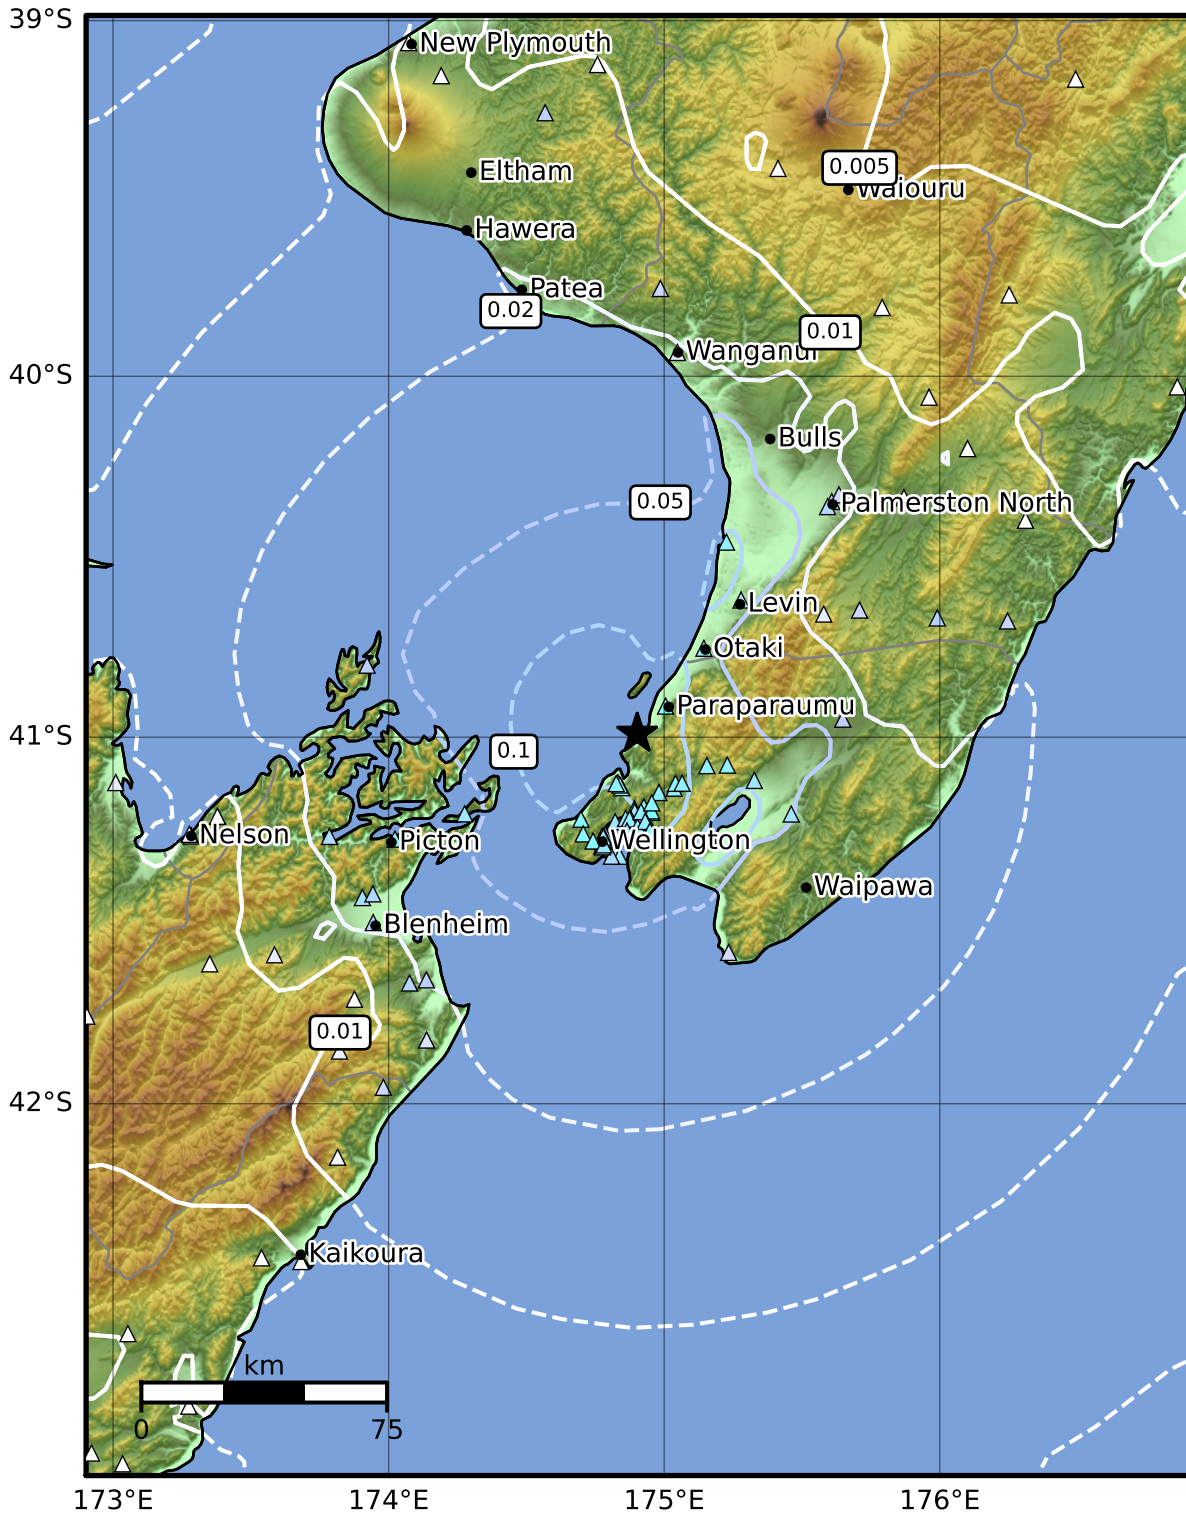 39°S
New Plymouth
Eltham
0.005
Waiouru
Hawera
Patea
0.02
0.01
Wanganui
40°S
Bulls
0.05
Palmerston North
Levin
Otaki
Paraparaumu
41°S
0.1
Nelson
Picton
Wellington
Waipawa
Blenheim
0.01
42°S
Kaikoura
km
0 75
173°E 174°E 175°E 176°E